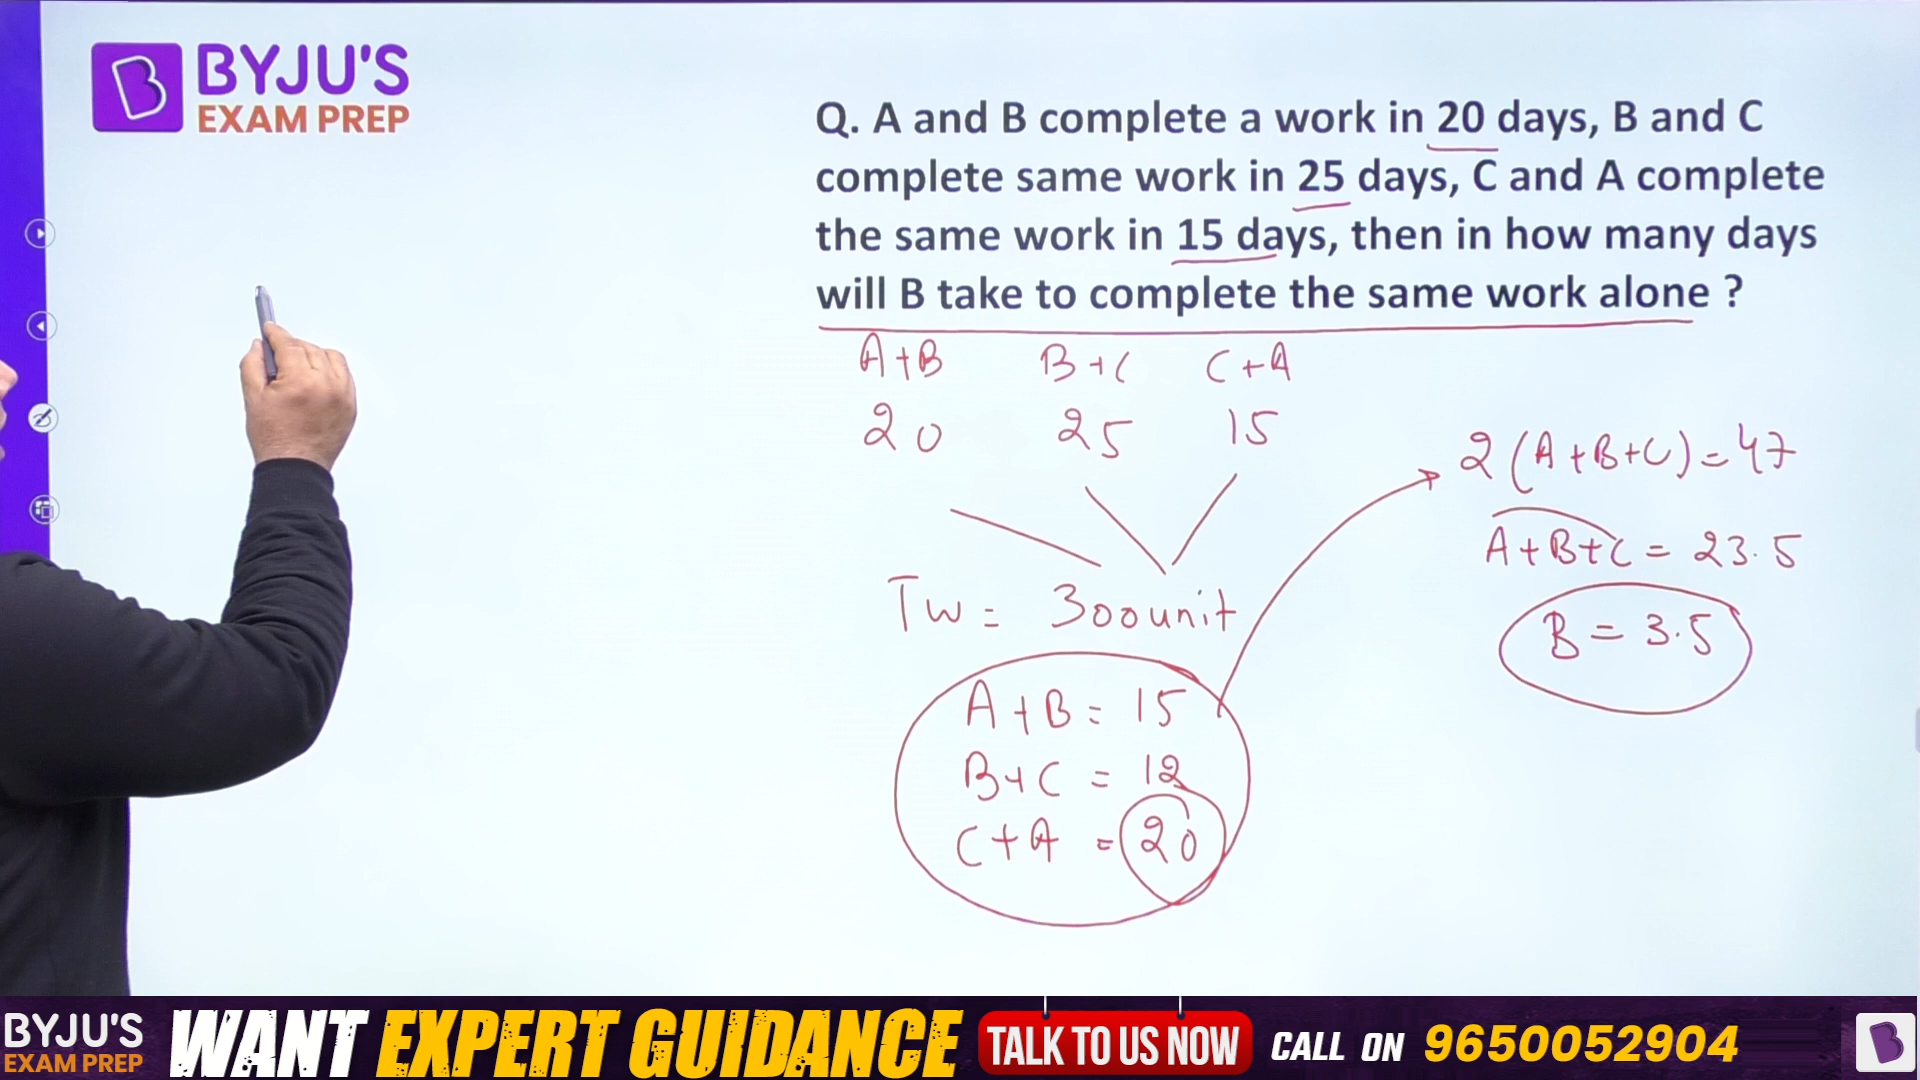 BYJU'S
EXAM PREP
Q. A and B complete a work in 20 days, B and C
complete same work in 25 days, C and A complete
the same work in 15 days, then in how many days
will B take to complete the same work alone ?
A+B B+C C+A
20 25 15
Tw = 300unit
A+B = 15
B+C = 12
C+A = 20
2(A+B+C) = 47
A+B+C = 23.5
B = 3.5
BYJU'S
EXAM PREP
WANT EXPERT GUIDANCE
TALK TO US NOW
CALL ON 9650052904